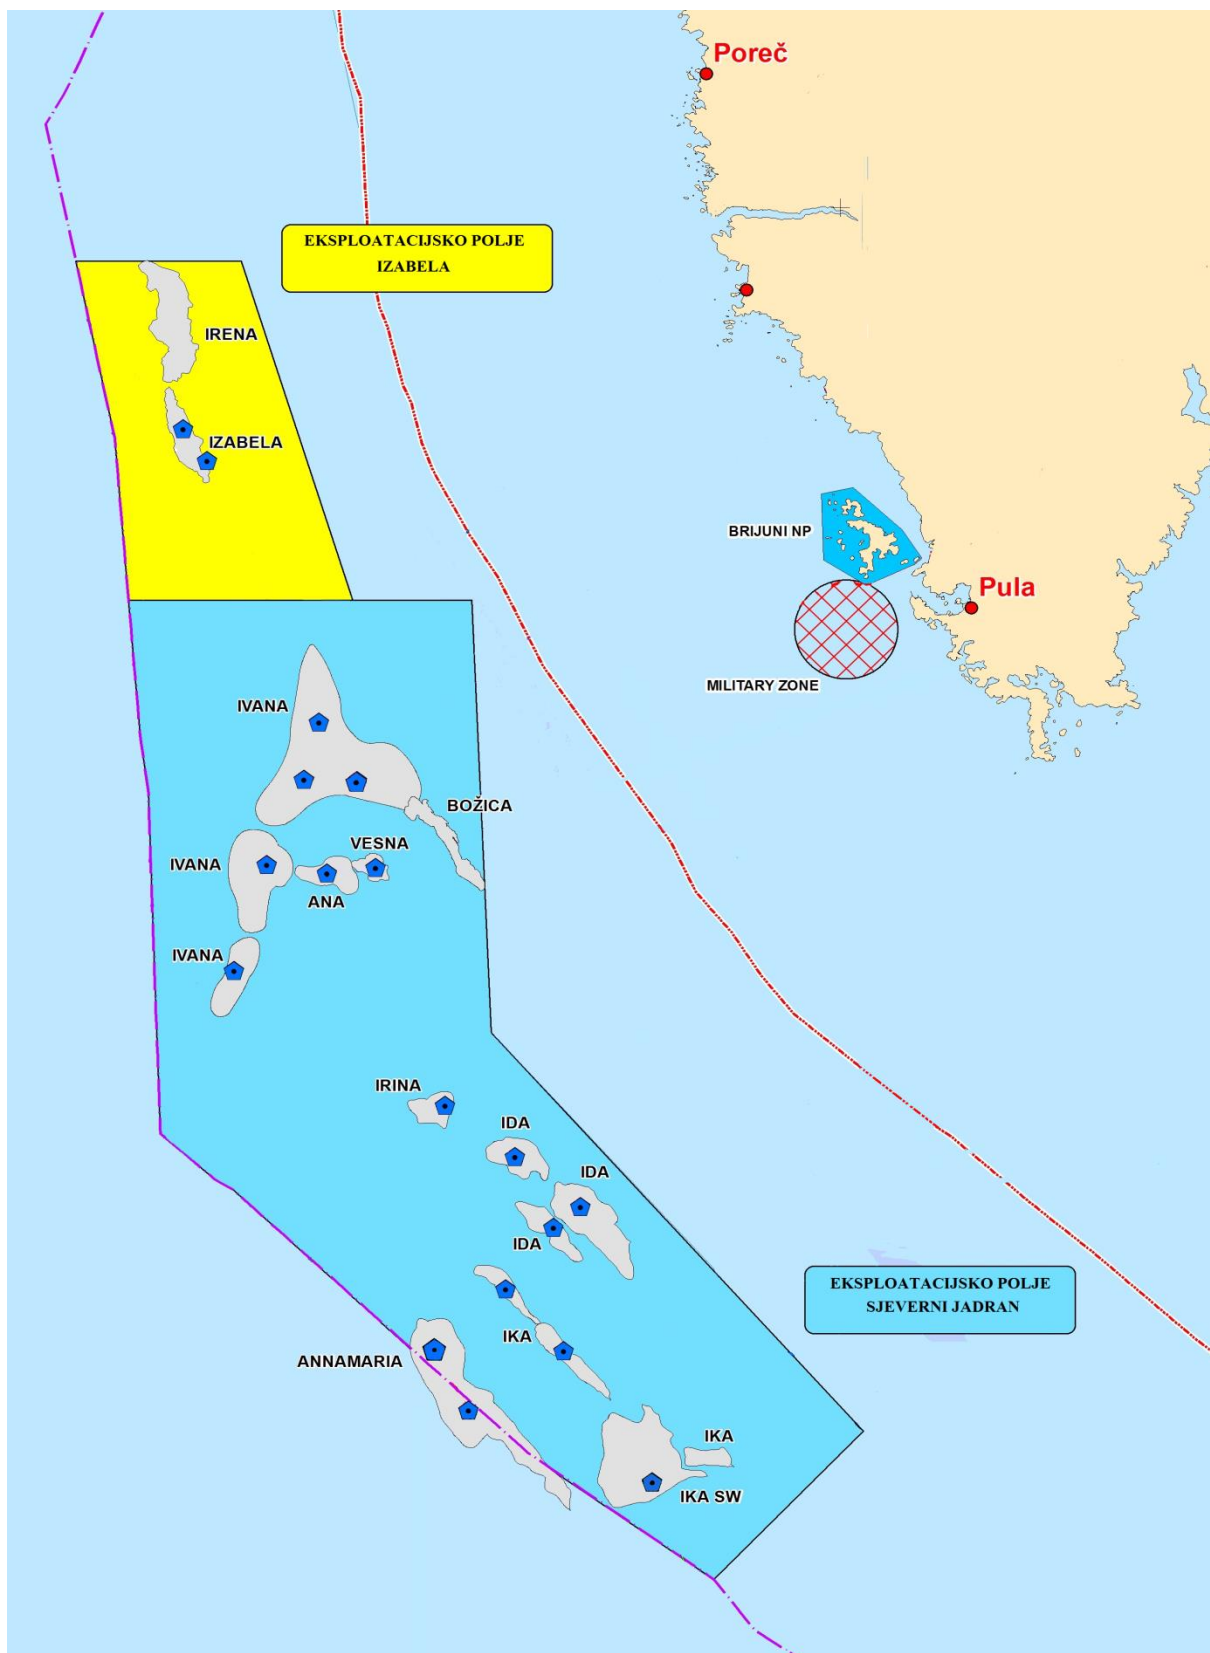 Poreč
EKSPLOATACIJSKO POLJE
IZABELA
IRENA
IZABELA
BRIJUNI NP
Pula
MILITARY ZONE
IVANA
BOŽICA
VESNA
IVANA
ANA
IVANA
IRINA
IDA
IDA
IDA
EKSPLOATACIJSKO POLJE
SJEVERNI JADRAN
IKA
ANNAMARIA
IKA
IKA SW